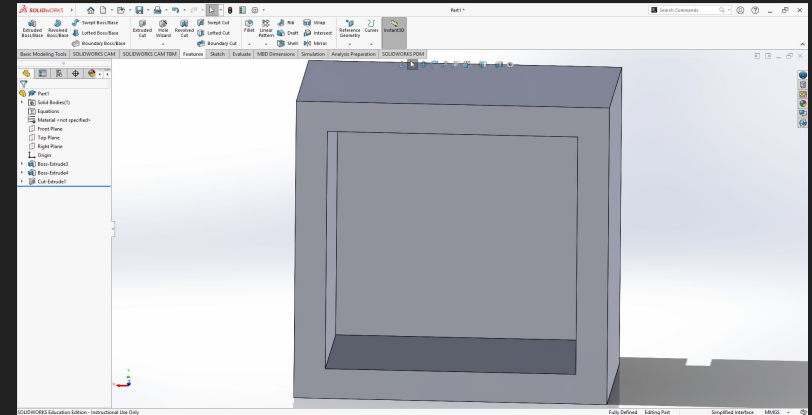 SOLIDWORKS
Part1 *
Search Commands
Extruded Boss/Base
Revolved Boss/Base
Swept Boss/Base
Lofted Boss/Base
Boundary Boss/Base
Extruded Cut
Hole Wizard
Revolved Cut
Swept Cut
Lofted Cut
Boundary Cut
Fillet
Linear Pattern
Rib
Draft
Shell
Wrap
Intersect
Mirror
Reference Geometry
Curves
Instant3D
Basic Modeling Tools SOLIDWORKS CAM SOLIDWORKS CAM TBM Features Sketch Evaluate MBD Dimensions Simulation Analysis Preparation SOLIDWORKS PDM
Part1
Solid Bodies(1)
Equations
Material <not specified>
Front Plane
Top Plane
Right Plane
Origin
Boss-Extrude3
Boss-Extrude4
Cut-Extrude1
SOLIDWORKS Education Edition - Instructional Use Only
Fully Defined Editing Part Simplified Interface MMGS